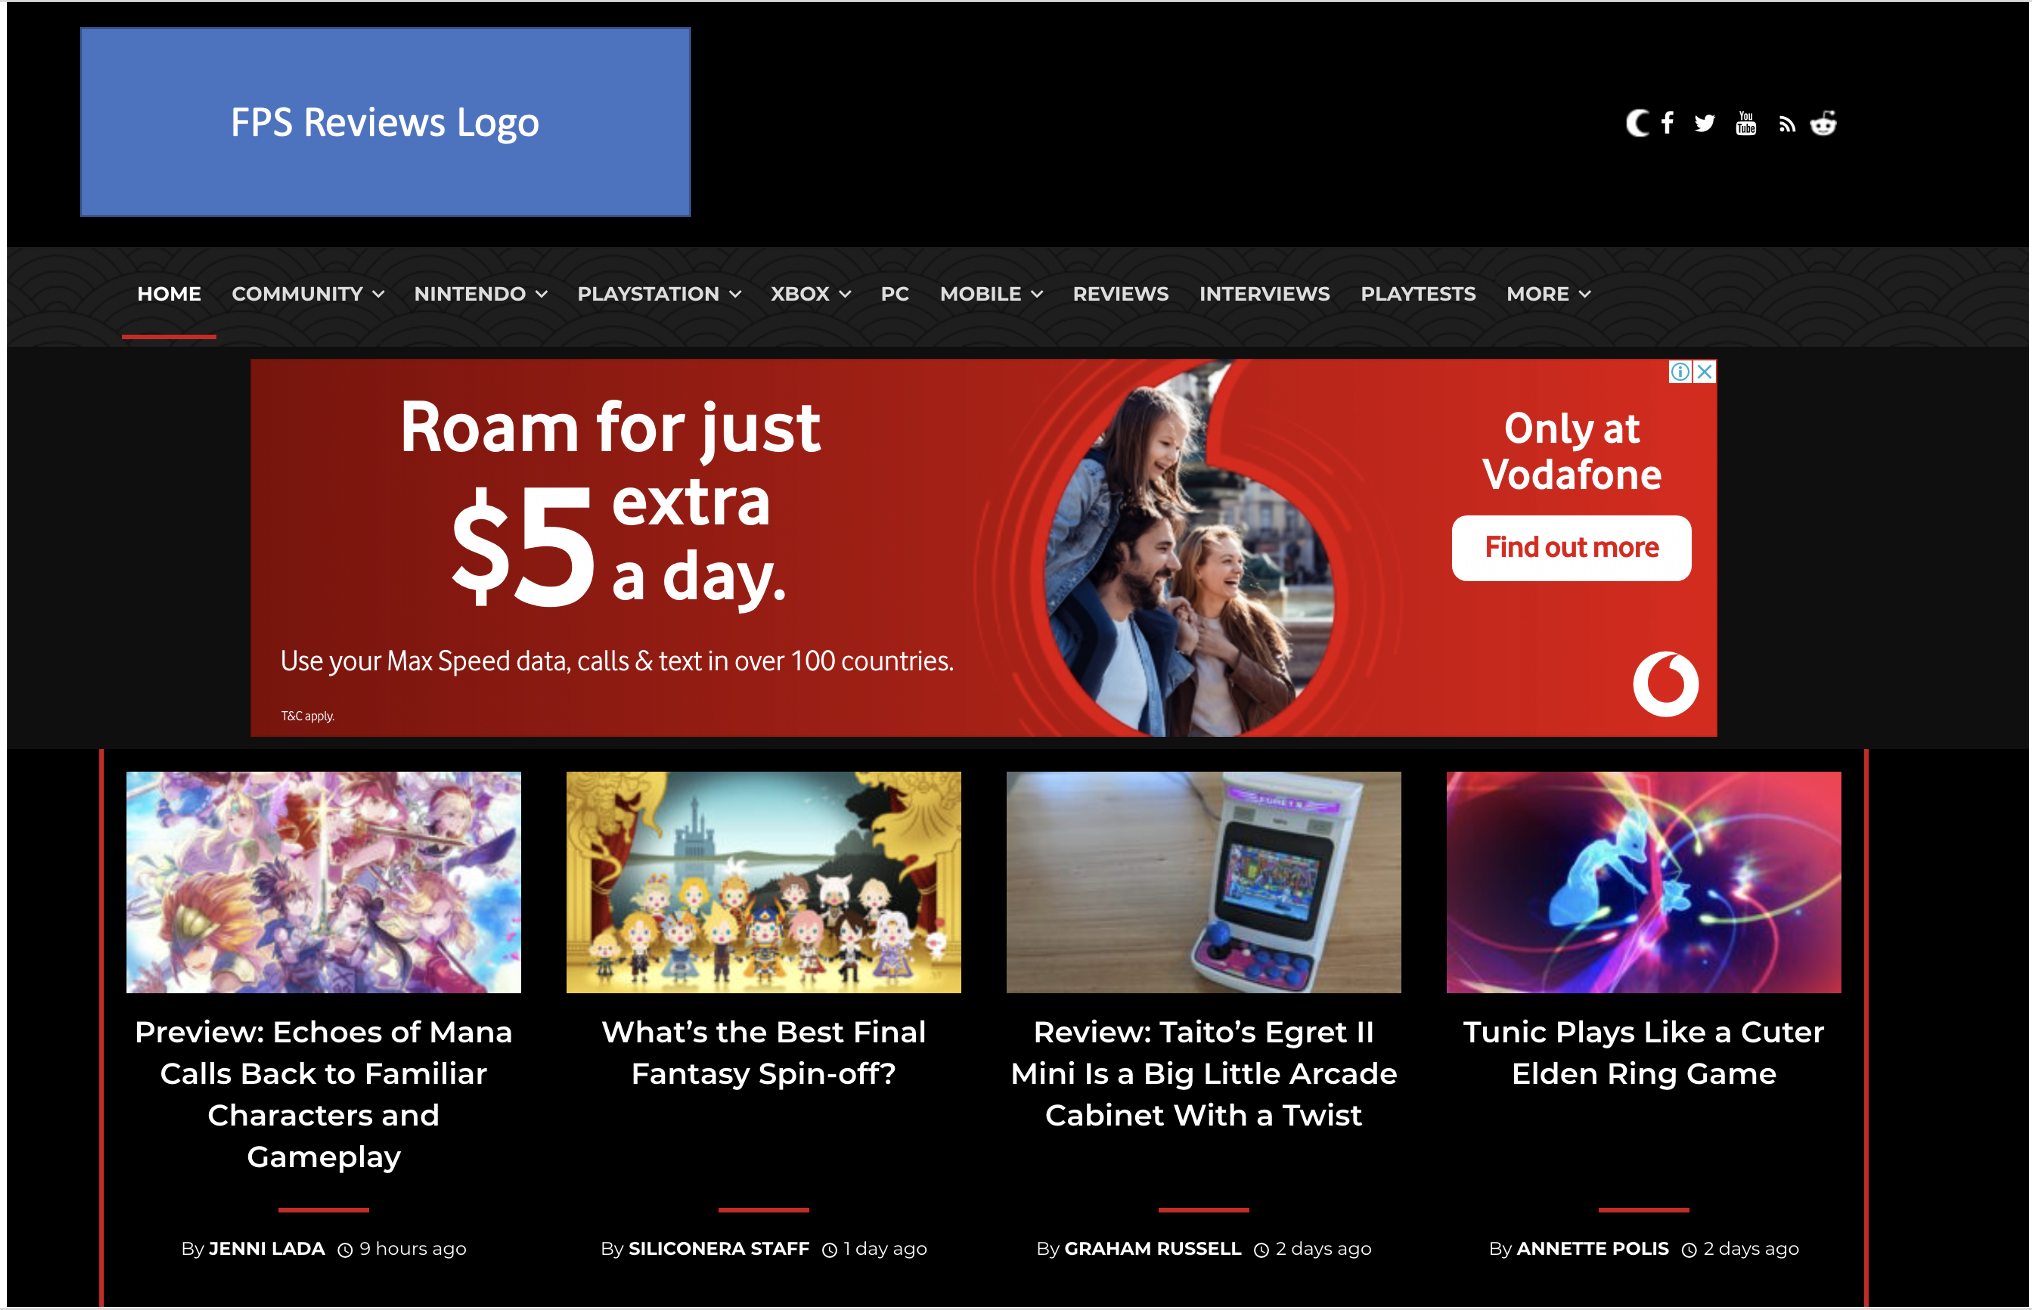 FPS Reviews Logo
You
Tube
HOME COMMUNITY NINTENDO PLAYSTATION XBOX PC MOBILE REVIEWS INTERVIEWS PLAYTESTS MORE
Roam for just
$5 extra
a day.
Use your Max Speed data, calls & text in over 100 countries.
T&C apply.
Only at
Vodafone
Find out more
Preview: Echoes of Mana
Calls Back to Familiar
Characters and
Gameplay
By JENNI LADA 9 hours ago
What’s the Best Final
Fantasy Spin-off?
By SILICONERA STAFF 1 day ago
Review: Taito’s Egret II
Mini Is a Big Little Arcade
Cabinet With a Twist
By GRAHAM RUSSELL 2 days ago
Tunic Plays Like a Cuter
Elden Ring Game
By ANNETTE POLIS 2 days ago